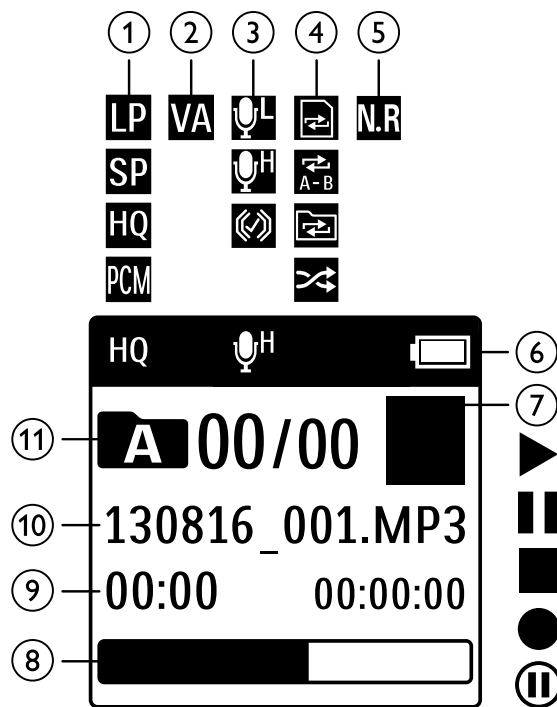 1 2 3 4 5
LP VA L N.R
SP H A-B
HQ
PCM
HQ H
6
7
11 A 00/00
10 130816_001.MP3
9 00:00 00:00:00
8